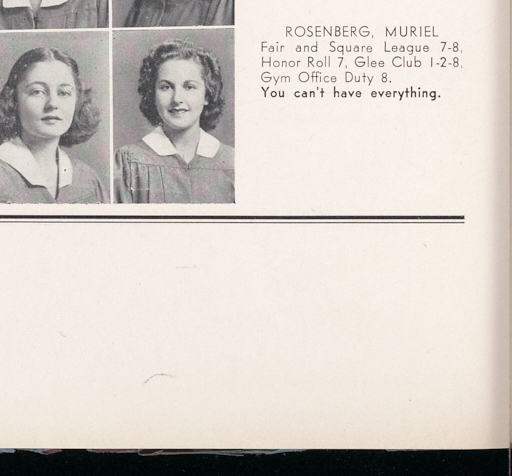 ROSENBERG, MURIEL
Fair and Square League 7-8,
Honor Roll 7, Glee Club 1-2-8,
Gym Office Duty 8.
You can't have everything.